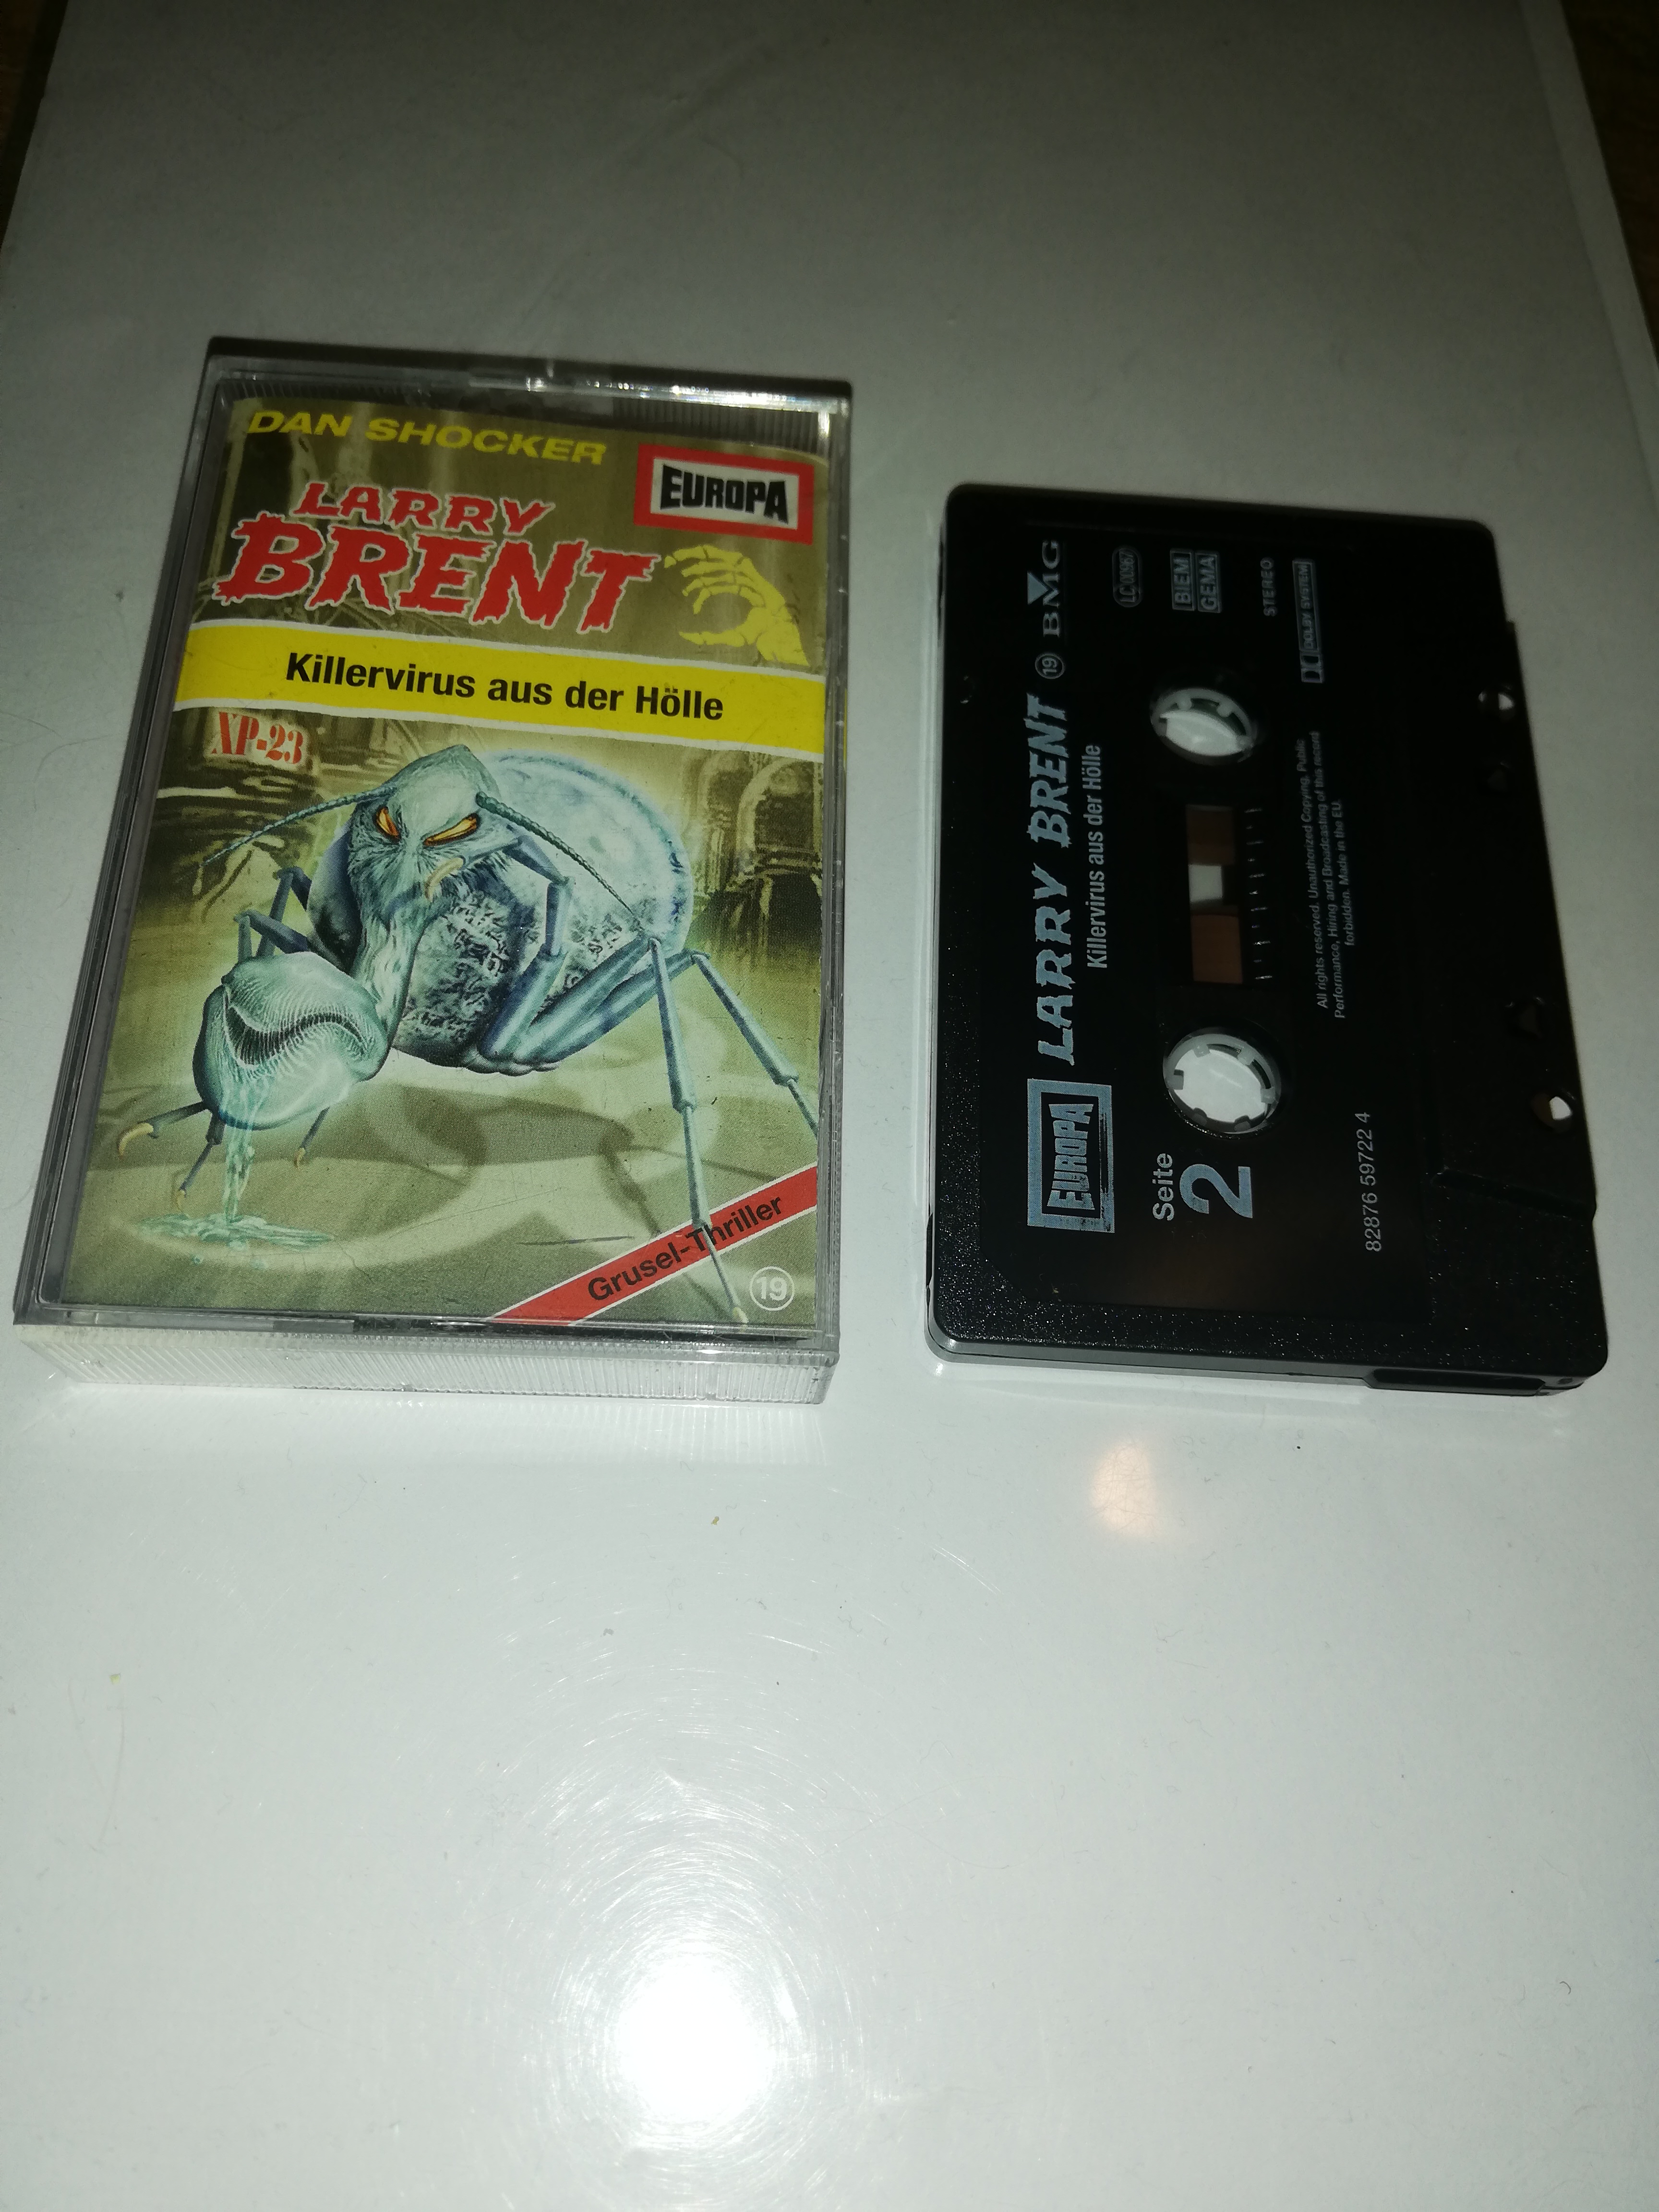 DAN SHOCKER
EUROPA
LARRY
BRENT
Killervirus aus der Hölle
XP-23
Grusel-Thriller
19
EUROPA
LARRY BRENT 19 BMG
Killervirus aus der Hölle
LC 0967
Seite
2
BIEM
GEMA
STEREO
DOLBY SYSTEM
All rights reserved. Unauthorized Copying, Public
Performance, Hiring and Broadcasting of this record
forbidden. Made in the EU.
82876 59722 4